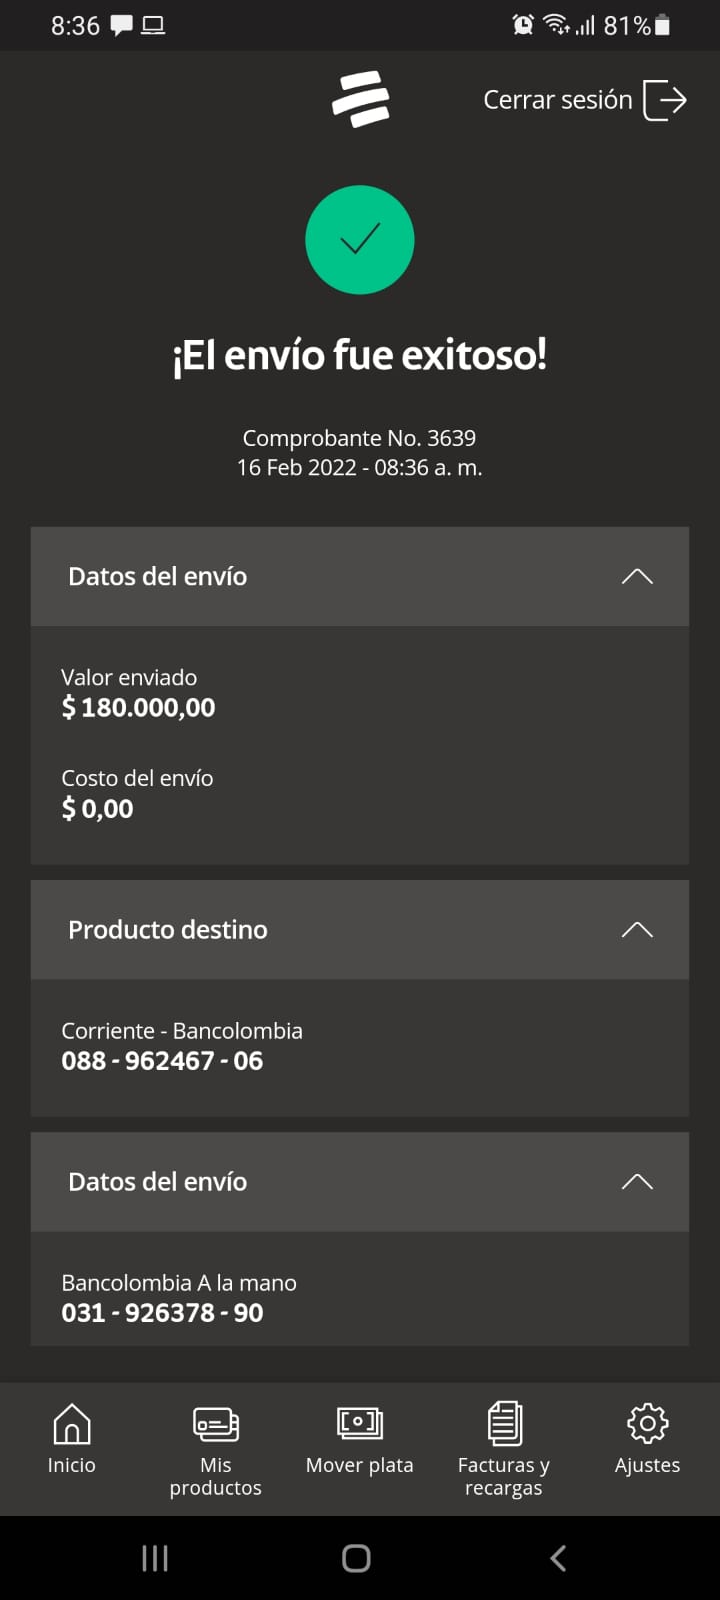 8:36
81%
Cerrar sesión
¡El envío fue exitoso!
Comprobante No. 3639
16 Feb 2022 - 08:36 a. m.
Datos del envío
Valor enviado
$ 180.000,00
Costo del envío
$ 0,00
Producto destino
Corriente - Bancolombia
088 - 962467 - 06
Datos del envío
Bancolombia A la mano
031 - 926378 - 90
Inicio
Mis
productos
Mover plata
Facturas y
recargas
Ajustes